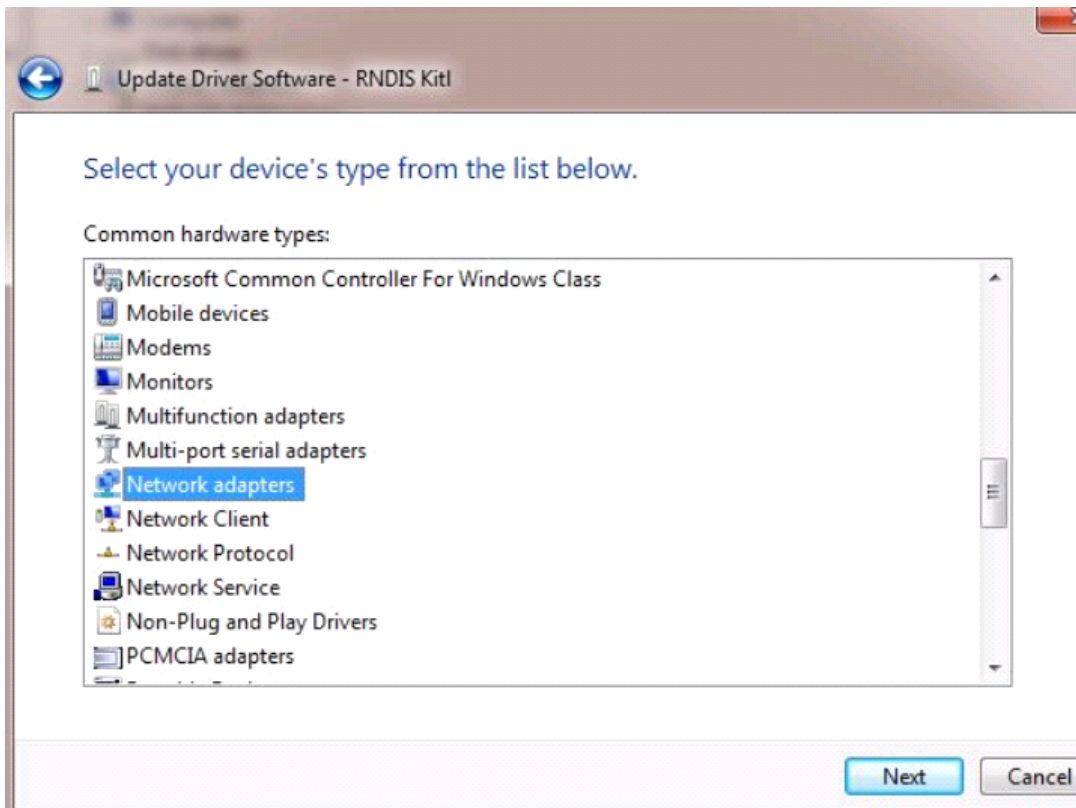 Update Driver Software - RNDIS Kitl
Select your device's type from the list below.
Common hardware types:
Microsoft Common Controller For Windows Class
Mobile devices
Modems
Monitors
Multifunction adapters
Multi-port serial adapters
Network adapters
Network Client
Network Protocol
Network Service
Non-Plug and Play Drivers
PCMCIA adapters
Next
Cancel